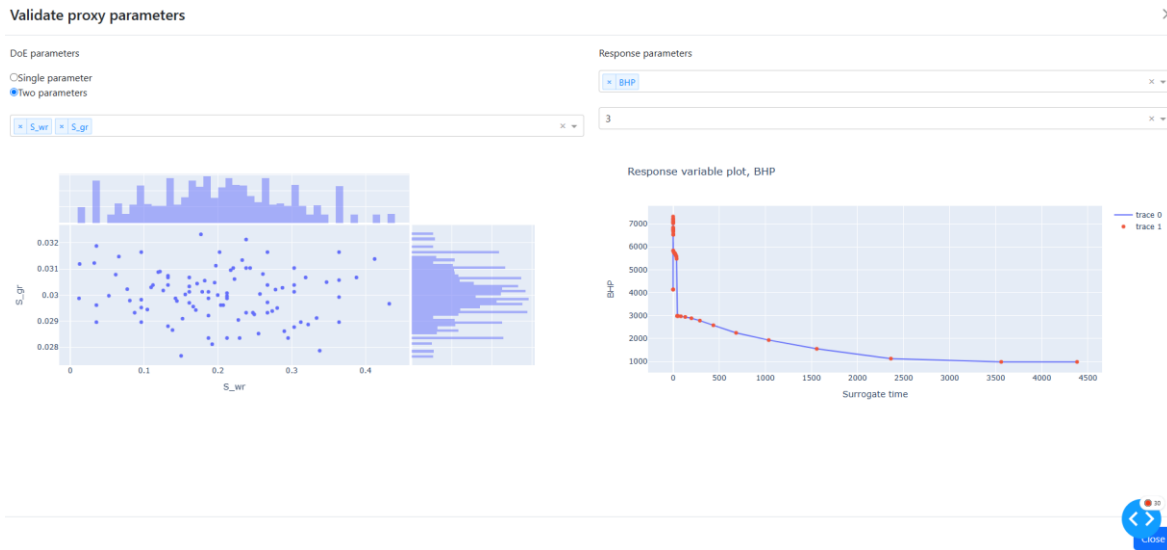 Validate proxy parameters
DoE parameters
Single parameter
Two parameters
× S_wr × S_gr
Response parameters
× BHP
3
0.032
0.031
0.03
0.029
0.028
S_gr
0 0.1 0.2 0.3 0.4
S_wr
Response variable plot, BHP
7000
6000
5000
4000
3000
2000
1000
BHP
0 500 1000 1500 2000 2500 3000 3500 4000 4500
Surrogate time
trace 0
trace 1
30
Close